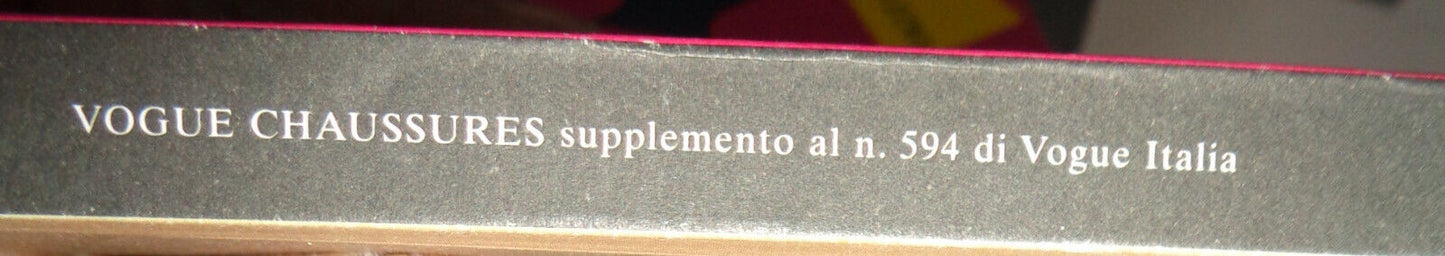 VOGUE CHAUSSURES supplemento al n. 594 di Vogue Italia